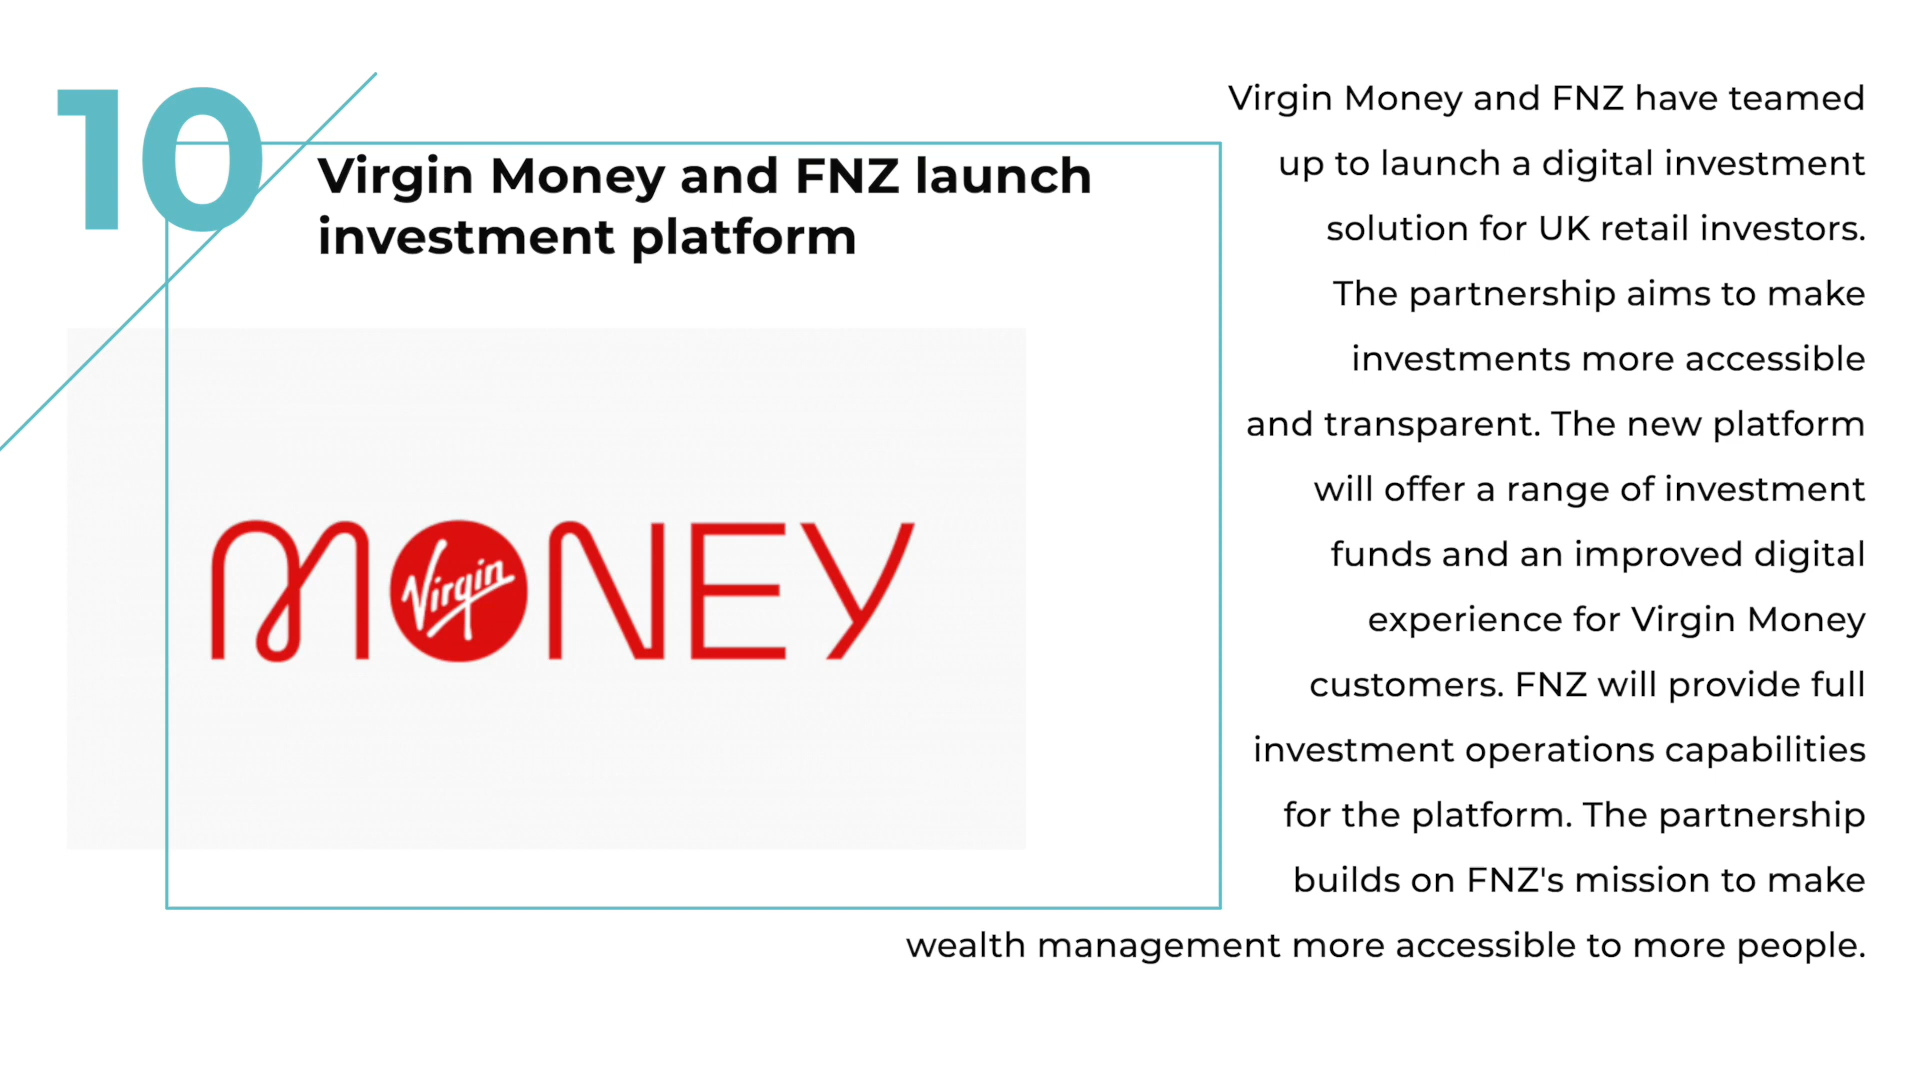 10
Virgin Money and FNZ launch
investment platform
MONEY
Virgin
Virgin Money and FNZ have teamed
up to launch a digital investment
solution for UK retail investors.
The partnership aims to make
investments more accessible
and transparent. The new platform
will offer a range of investment
funds and an improved digital
experience for Virgin Money
customers. FNZ will provide full
investment operations capabilities
for the platform. The partnership
builds on FNZ's mission to make
wealth management more accessible to more people.